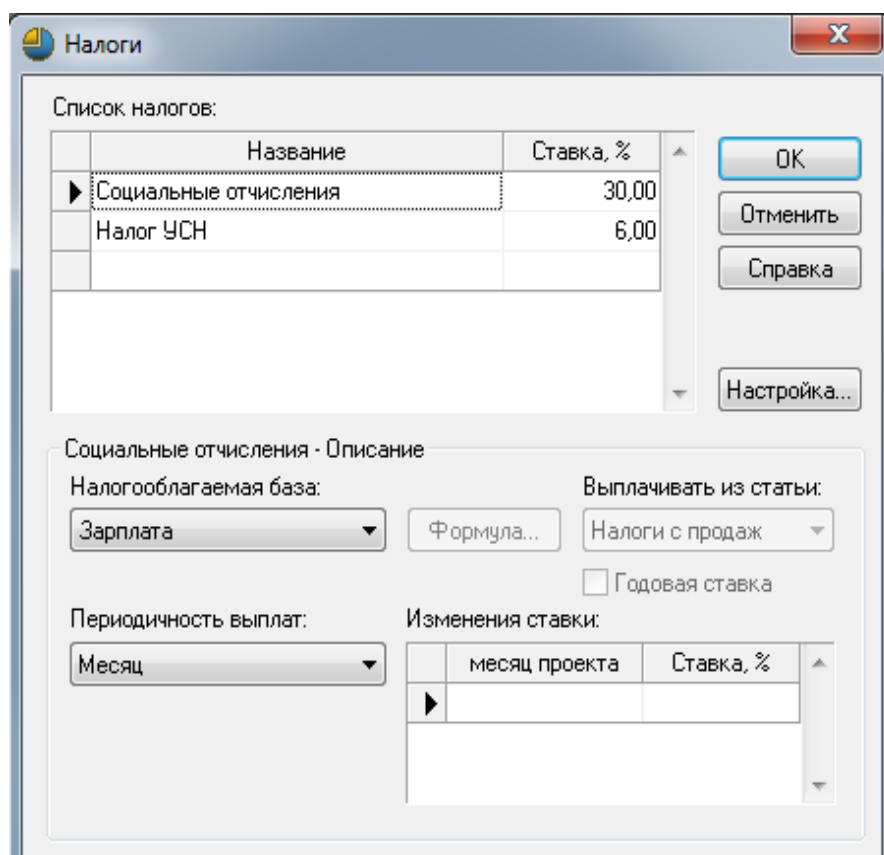 Налоги
Список налогов:
Название Ставка, %
Социальные отчисления 30,00
Налог УСН 6,00
OK
Отменить
Справка
Настройка...
Социальные отчисления - Описание
Налогооблагаемая база: Выплачивать из статьи:
Зарплата Формула... Налоги с продаж
Годовая ставка
Периодичность выплат: Изменения ставки:
Месяц месяц проекта Ставка, %